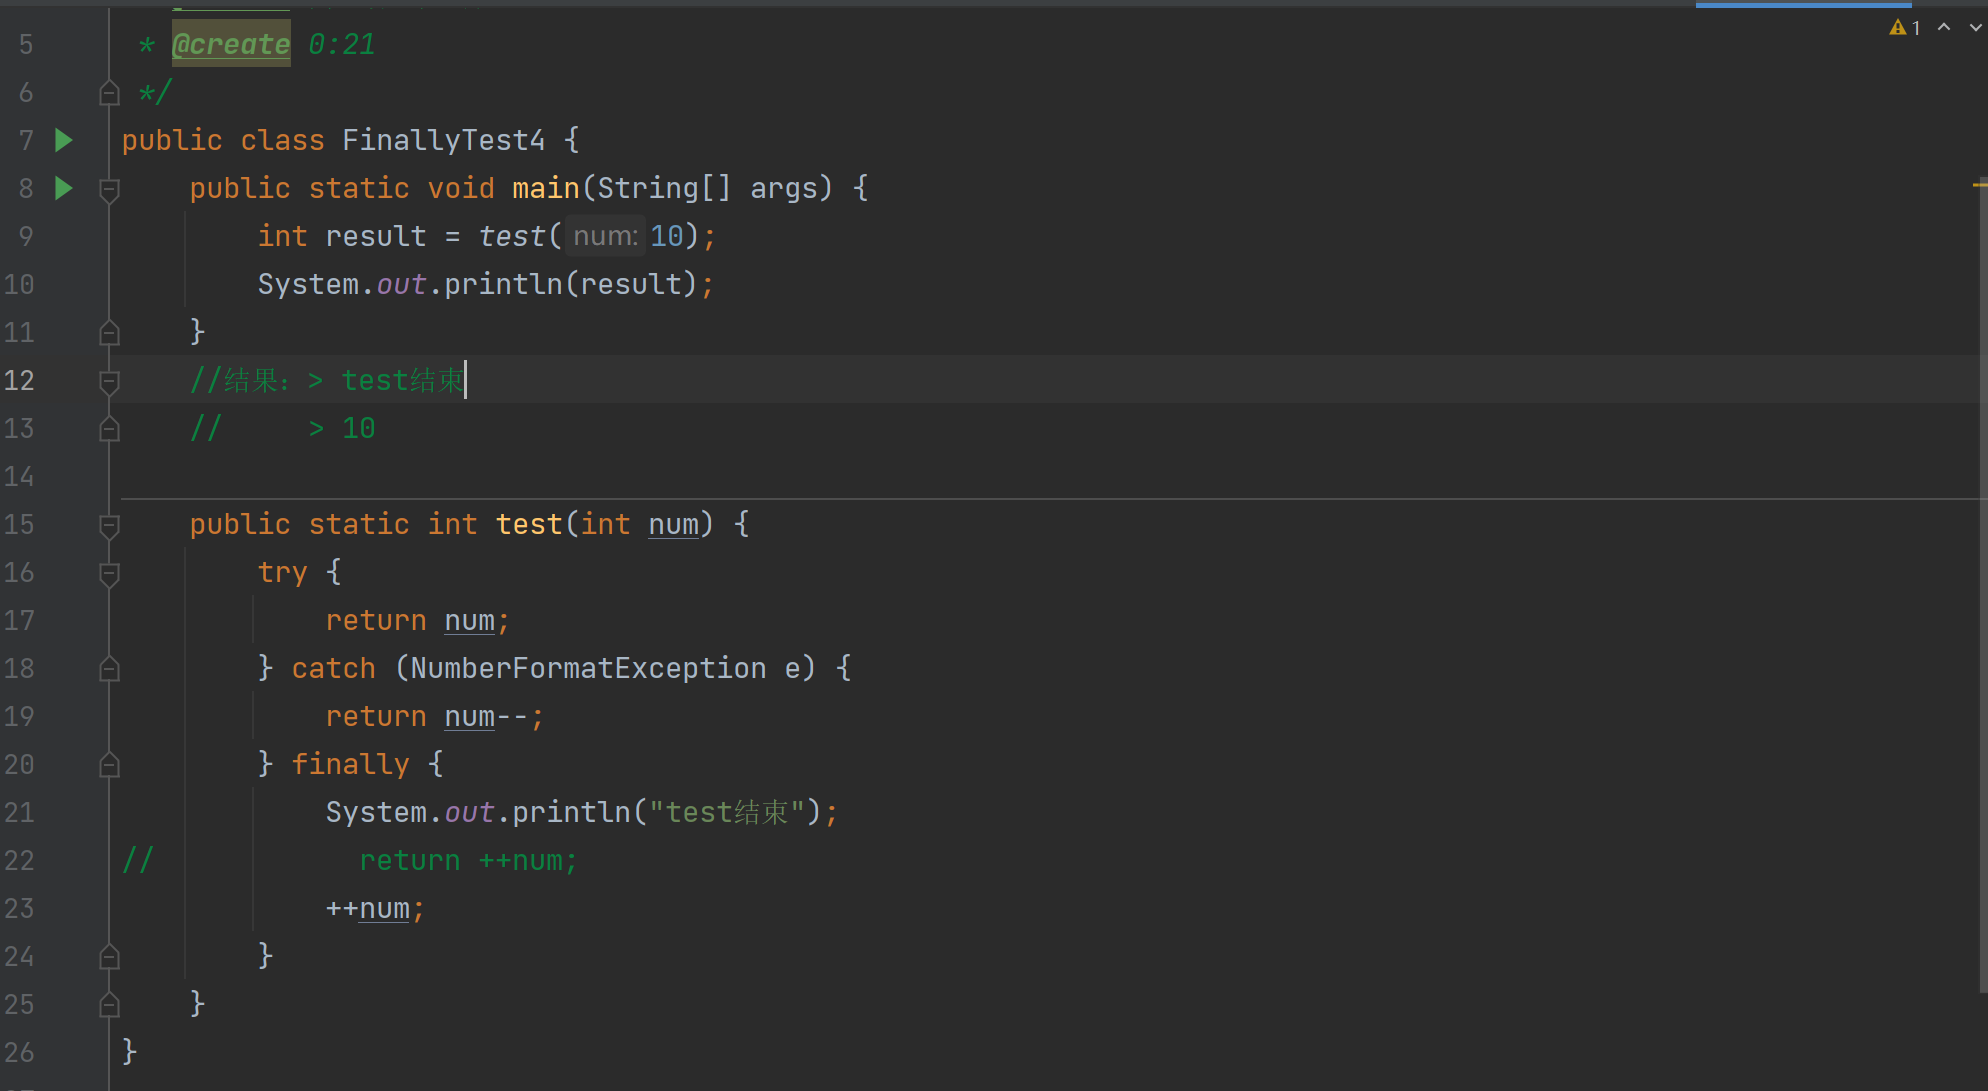 5 * @create 0:21
6 */
7 public class FinallyTest4 {
8 public static void main(String[] args) {
9 int result = test( num: 10);
10 System.out.println(result);
11 }
12 //结果：> test结束
13 // > 10
14
15 public static int test(int num) {
16 try {
17 return num;
18 } catch (NumberFormatException e) {
19 return num--;
20 } finally {
21 System.out.println("test结束");
22 // return ++num;
23 ++num;
24 }
25 }
26 }
1